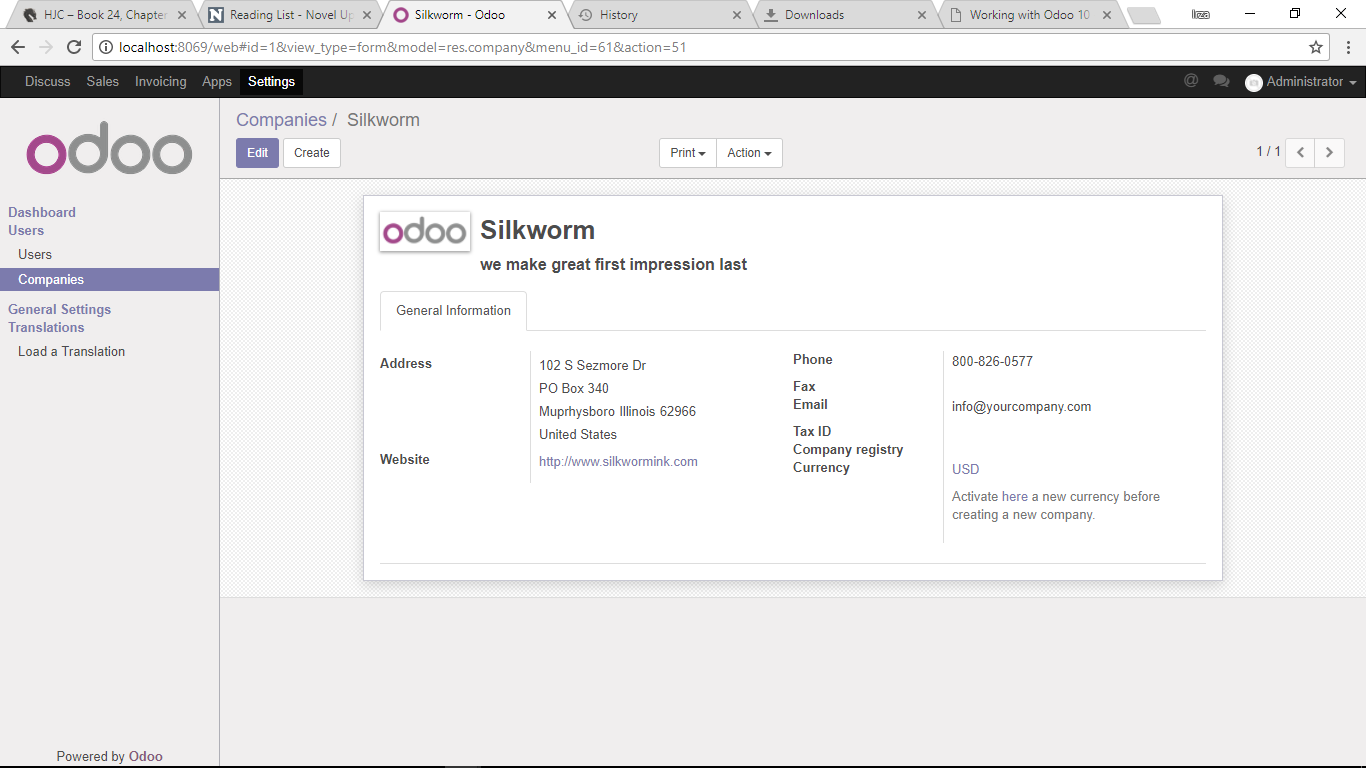 HJC – Book 24, Chapter
Reading List - Novel Up
Silkworm - Odoo
History
Downloads
Working with Odoo 10
liza
localhost:8069/web#id=1&view_type=form&model=res.company&menu_id=61&action=51
Discuss Sales Invoicing Apps Settings
@ Administrator
odoo
Companies / Silkworm
Edit Create Print Action 1 / 1
Dashboard
Users
Users
Companies
General Settings
Translations
Load a Translation
odoo
Silkworm
we make great first impression last
General Information
Address
102 S Sezmore Dr
PO Box 340
Muprhysboro Illinois 62966
United States
Website http://www.silkwormink.com
Phone 800-826-0577
Fax
Email info@yourcompany.com
Tax ID
Company registry
Currency USD
Activate here a new currency before
creating a new company.
Powered by Odoo